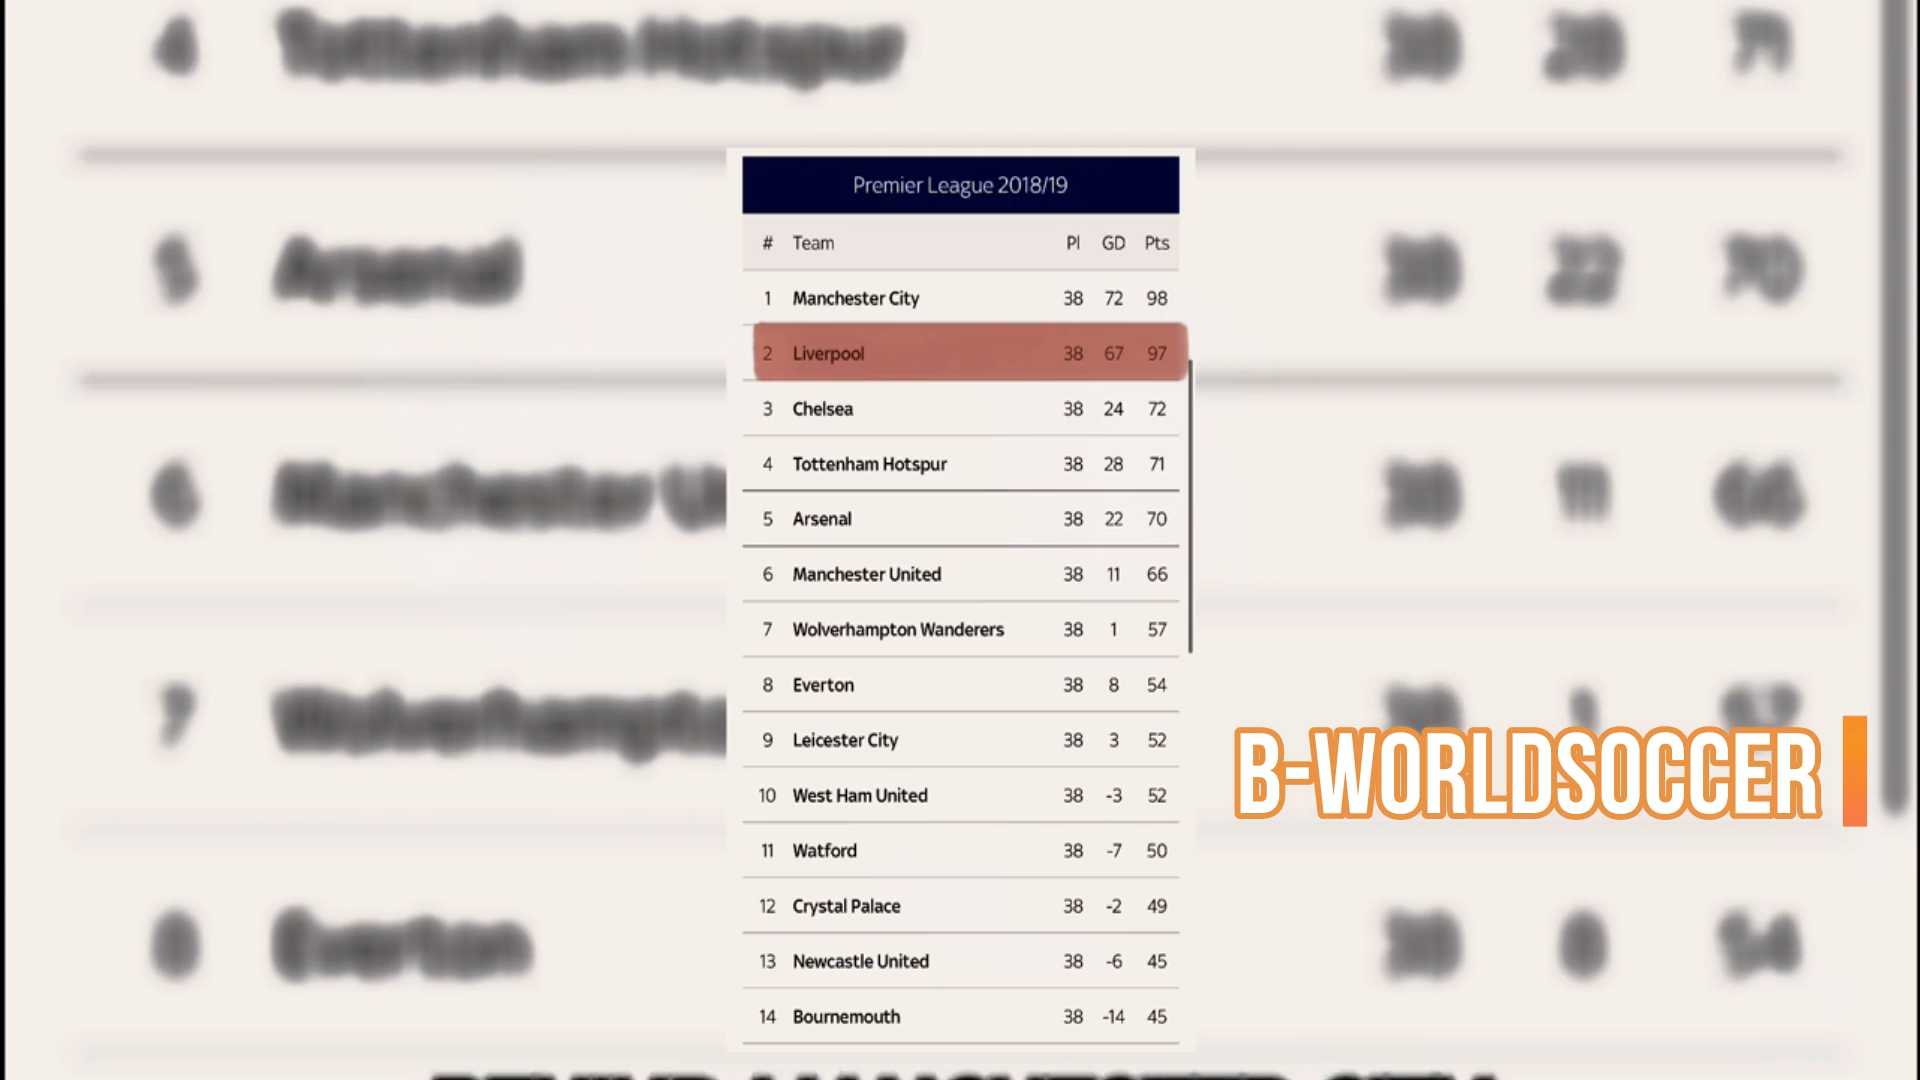 Premier League 2018/19
# Team Pl GD Pts
1 Manchester City 38 72 98
2 Liverpool 38 67 97
3 Chelsea 38 24 72
4 Tottenham Hotspur 38 28 71
5 Arsenal 38 22 70
6 Manchester United 38 11 66
7 Wolverhampton Wanderers 38 1 57
8 Everton 38 8 54
9 Leicester City 38 3 52
10 West Ham United 38 -3 52
11 Watford 38 -7 50
12 Crystal Palace 38 -2 49
13 Newcastle United 38 -6 45
14 Bournemouth 38 -14 45
B-WORLDSOCCER